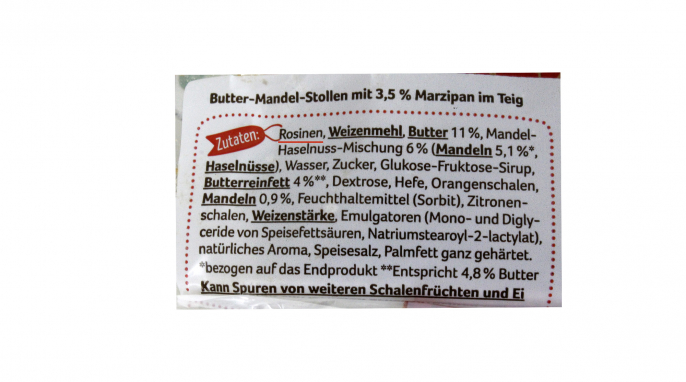 Butter-Mandel-Stollen mit 3,5 % Marzipan im Teig
Zutaten: Rosinen, Weizenmehl, Butter 11 %, Mandel-
Haselnuss-Mischung 6 % (Mandeln 5,1 %*,
Haselnüsse), Wasser, Zucker, Glukose-Fruktose-Sirup,
Butterreinfett 4 %**, Dextrose, Hefe, Orangenschalen,
Mandeln 0,9 %, Feuchthaltemittel (Sorbit), Zitronen-
schalen, Weizenstärke, Emulgatoren (Mono- und Digly-
ceride von Speisefettsäuren, Natriumstearoyl-2-lactylat),
natürliches Aroma, Speisesalz, Palmfett ganz gehärtet.
*bezogen auf das Endprodukt **Entspricht 4,8 % Butter
Kann Spuren von weiteren Schalenfrüchten und Ei